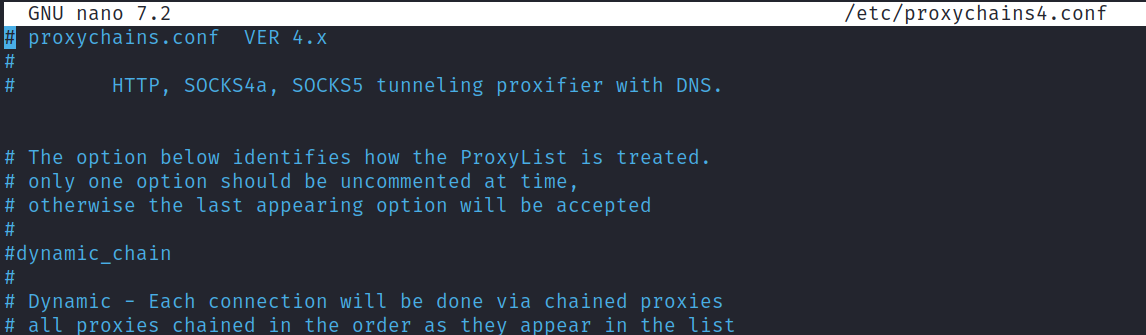 GNU nano 7.2 /etc/proxychains4.conf
# proxychains.conf  VER 4.x
#
#        HTTP, SOCKS4a, SOCKS5 tunneling proxifier with DNS.
# The option below identifies how the ProxyList is treated.
# only one option should be uncommented at time,
# otherwise the last appearing option will be accepted
#
#dynamic_chain
#
# Dynamic - Each connection will be done via chained proxies
# all proxies chained in the order as they appear in the list